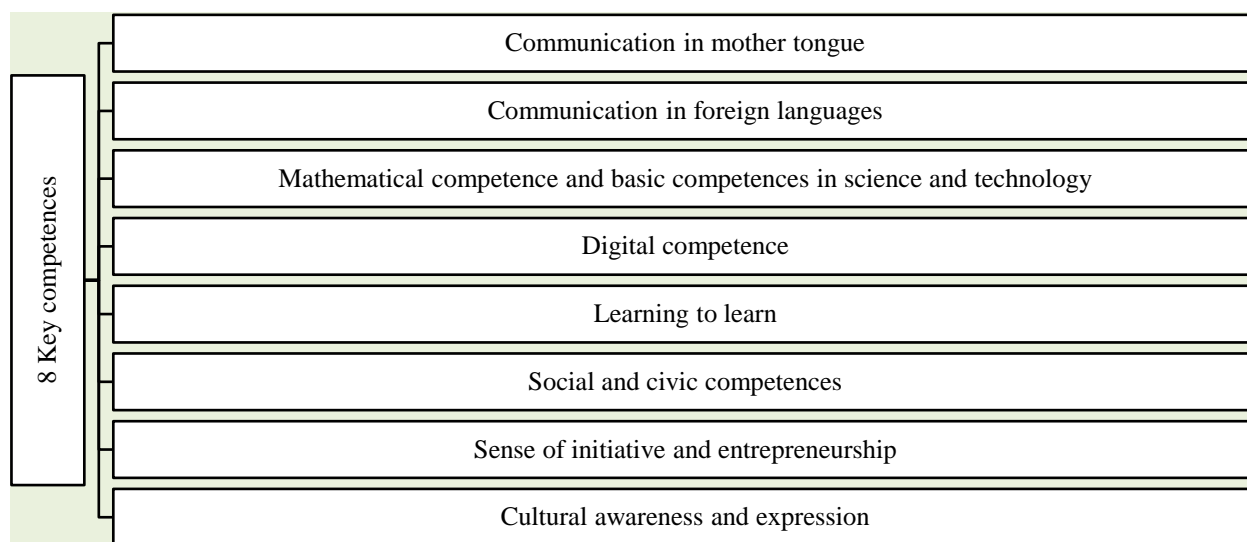 8 Key competences
Communication in mother tongue
Communication in foreign languages
Mathematical competence and basic competences in science and technology
Digital competence
Learning to learn
Social and civic competences
Sense of initiative and entrepreneurship
Cultural awareness and expression